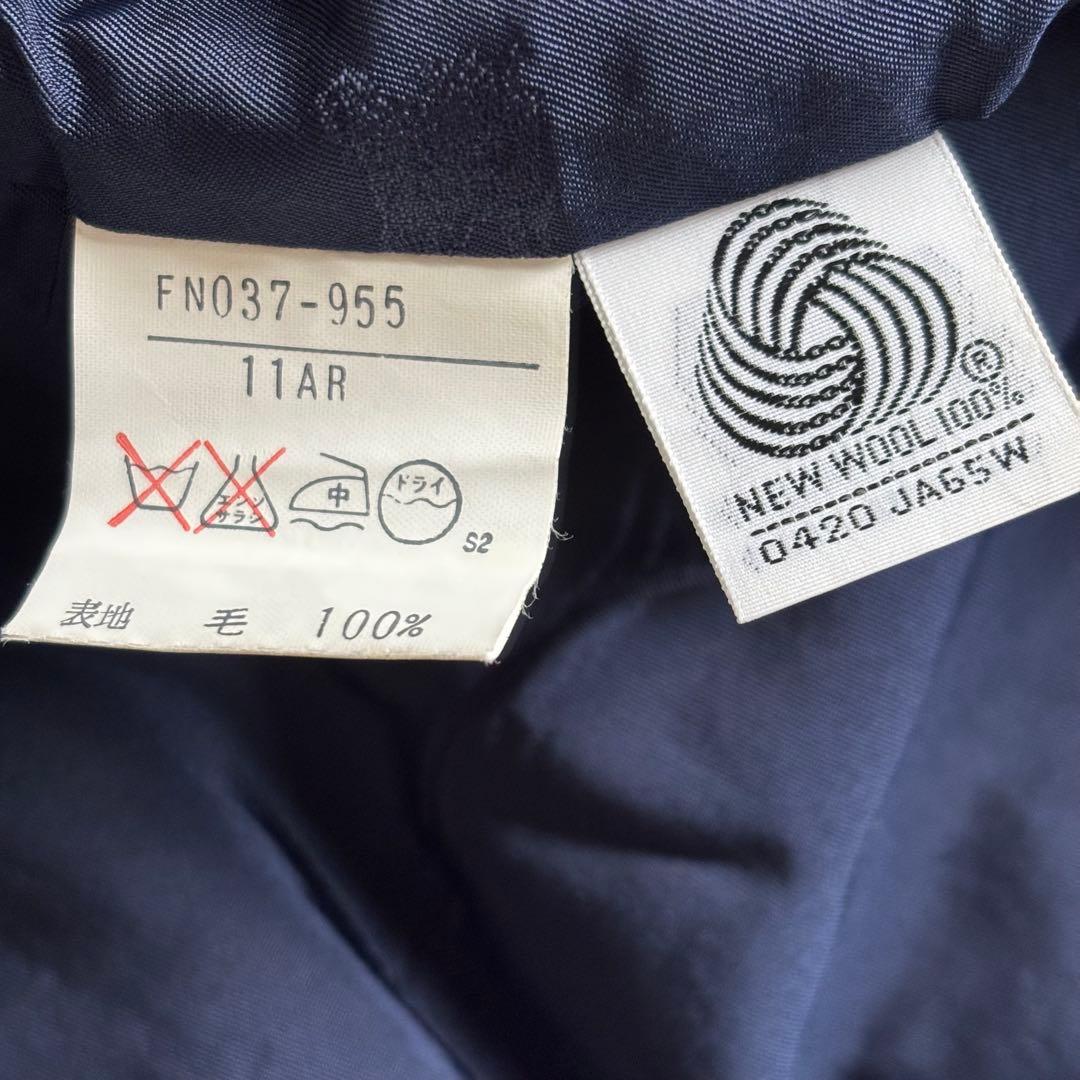 FN037-955
11AR
エンソ
サラシ
中
ドライ
S2
表地 毛 100%
®
NEW WOOL 100%
0420 JA65W